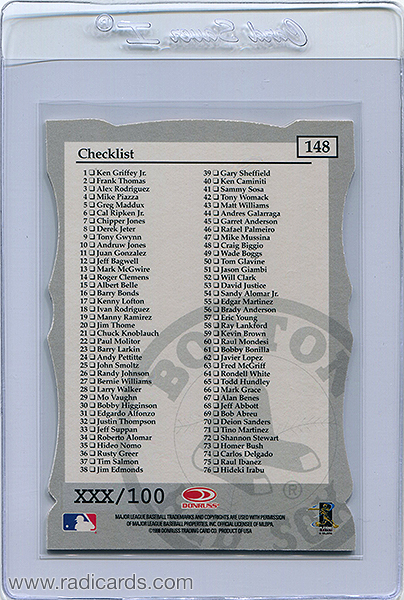 Card Saver I ®
Checklist
148
1 Ken Griffey Jr.
2 Frank Thomas
3 Alex Rodriguez
4 Mike Piazza
5 Greg Maddux
6 Cal Ripken Jr.
7 Chipper Jones
8 Derek Jeter
9 Tony Gwynn
10 Andruw Jones
11 Juan Gonzalez
12 Jeff Bagwell
13 Mark McGwire
14 Roger Clemens
15 Albert Belle
16 Barry Bonds
17 Kenny Lofton
18 Ivan Rodriguez
19 Manny Ramirez
20 Jim Thome
21 Chuck Knoblauch
22 Paul Molitor
23 Barry Larkin
24 Andy Pettitte
25 John Smoltz
26 Randy Johnson
27 Bernie Williams
28 Larry Walker
29 Mo Vaughn
30 Bobby Higginson
31 Edgardo Alfonzo
32 Justin Thompson
33 Jeff Suppan
34 Roberto Alomar
35 Hideo Nomo
36 Rusty Greer
37 Tim Salmon
38 Jim Edmonds
39 Gary Sheffield
40 Ken Caminiti
41 Sammy Sosa
42 Tony Womack
43 Matt Williams
44 Andres Galarraga
45 Garret Anderson
46 Rafael Palmeiro
47 Mike Mussina
48 Craig Biggio
49 Wade Boggs
50 Tom Glavine
51 Jason Giambi
52 Will Clark
53 David Justice
54 Sandy Alomar Jr.
55 Edgar Martinez
56 Brady Anderson
57 Eric Young
58 Ray Lankford
59 Kevin Brown
60 Raul Mondesi
61 Bobby Bonilla
62 Javier Lopez
63 Fred McGriff
64 Rondell White
65 Todd Hundley
66 Mark Grace
67 Alan Benes
68 Jeff Abbott
69 Bob Abreu
70 Deion Sanders
71 Tino Martinez
72 Shannon Stewart
73 Homer Bush
74 Carlos Delgado
75 Raul Ibanez
76 Hideki Irabu
BOSTON
XXX/100
DONRUSS
®
MAJOR LEAGUE BASEBALL TRADEMARKS AND COPYRIGHTS ARE USED WITH PERMISSION
OF MAJOR LEAGUE BASEBALL PROPERTIES, INC. OFFICIAL LICENSEE OF MLBPA.
©1998 DONRUSS TRADING CARD CO. PRODUCT OF USA
www.radicards.com